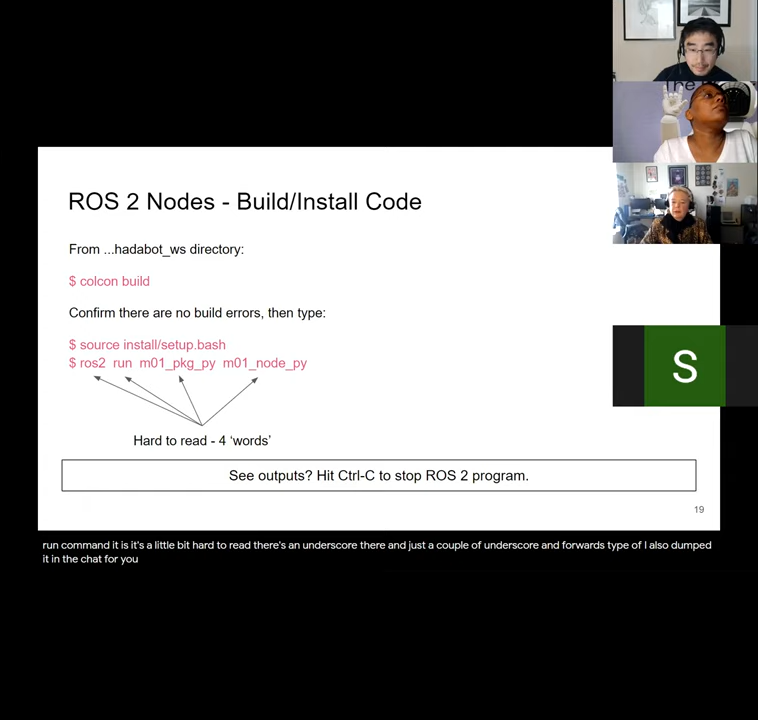 The
ROS 2 Nodes - Build/Install Code
From ...hadabot_ws directory:
$ colcon build
Confirm there are no build errors, then type:
$ source install/setup.bash
$ ros2 run m01_pkg_py m01_node_py
Hard to read - 4 ‘words’
See outputs? Hit Ctrl-C to stop ROS 2 program.
19
S
run command it is it's a little bit hard to read there's an underscore there and just a couple of underscore and forwards type of I also dumped
it in the chat for you